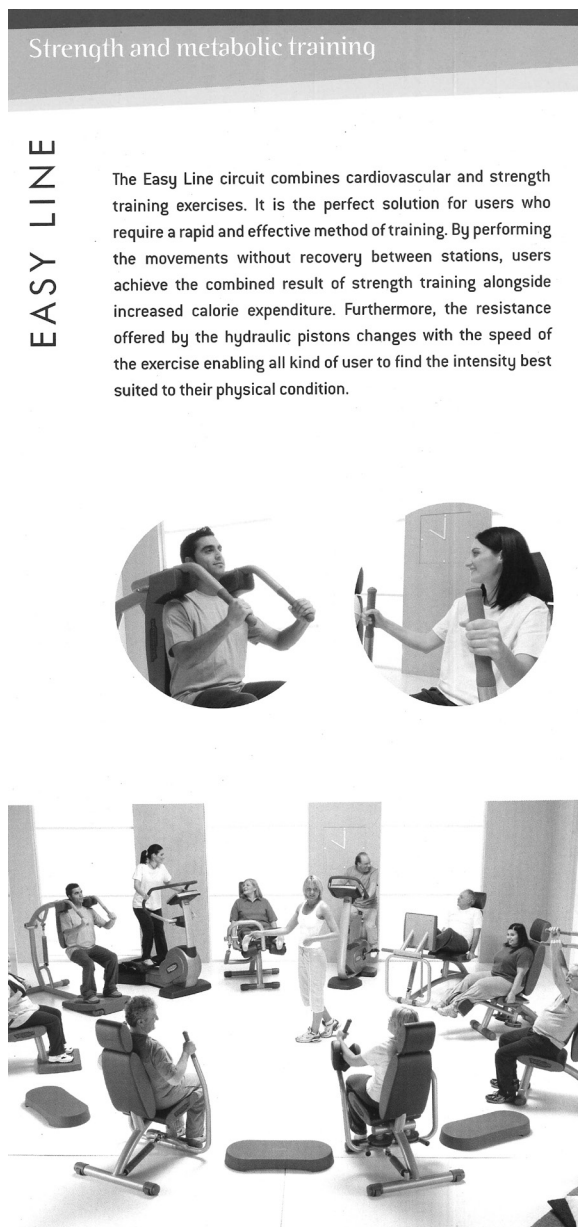 Strength and metabolic training
EASY LINE
The Easy Line circuit combines cardiovascular and strength
training exercises. It is the perfect solution for users who
require a rapid and effective method of training. By performing
the movements without recovery between stations, users
achieve the combined result of strength training alongside
increased calorie expenditure. Furthermore, the resistance
offered by the hydraulic pistons changes with the speed of
the exercise enabling all kind of user to find the intensity best
suited to their physical condition.